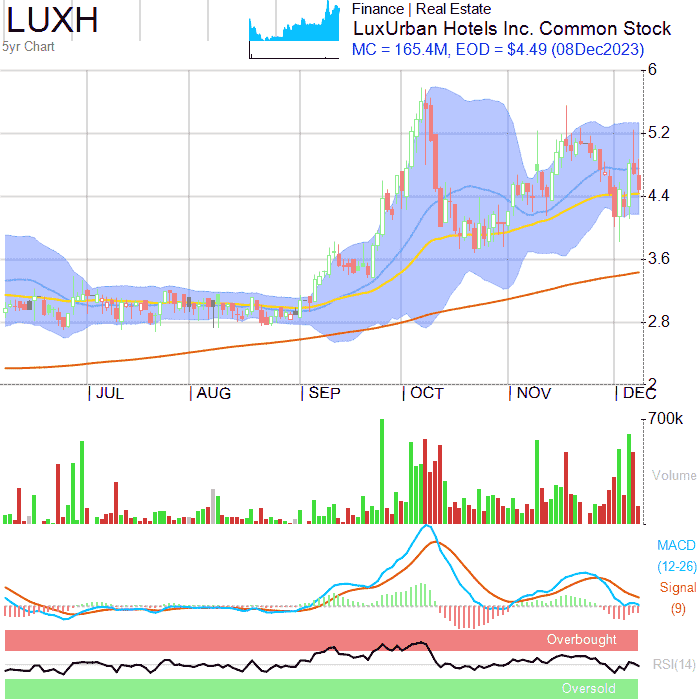 LUXH
5yr Chart
Finance | Real Estate
LuxUrban Hotels Inc. Common Stock
MC = 165.4M, EOD = $4.49 (08Dec2023)
6
5.2
4.4
3.6
2.8
2
JUL AUG SEP OCT NOV DEC
700k
Volume
MACD
(12-26)
Signal
(9)
Overbought
RSI(14)
Oversold